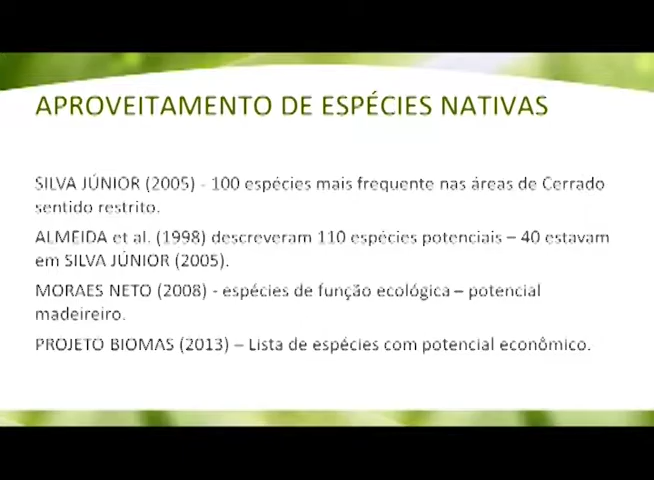 APROVEITAMENTO DE ESPÉCIES NATIVAS
SILVA JÚNIOR (2005) - 100 espécies mais frequente nas áreas de Cerrado
sentido restrito.
ALMEIDA et al. (1998) descreveram 110 espécies potenciais – 40 estavam
em SILVA JÚNIOR (2005).
MORAES NETO (2008) - espécies de função ecológica – potencial
madeireiro.
PROJETO BIOMAS (2013) – Lista de espécies com potencial econômico.